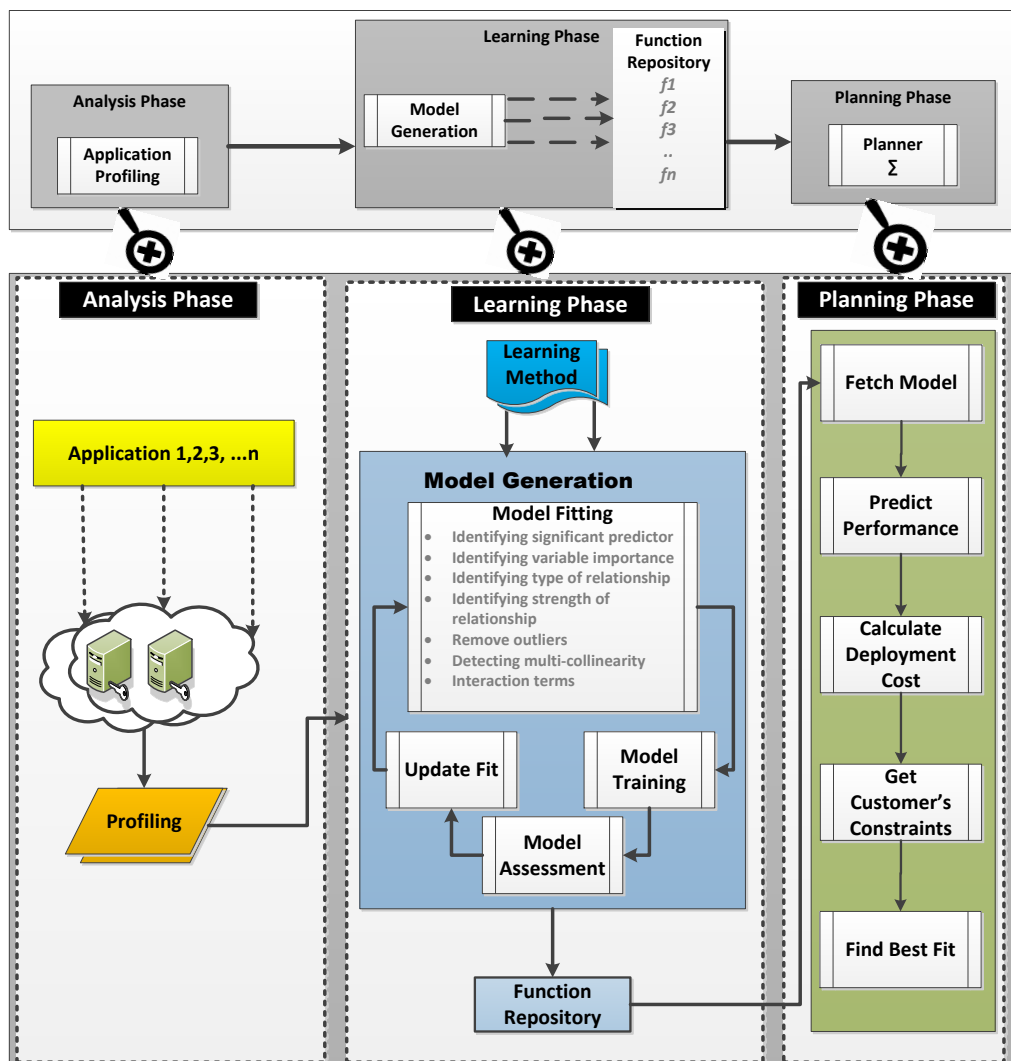 Analysis Phase
Application
Profiling
Learning Phase
Model
Generation
Function
Repository
f1
f2
f3
..
fn
Planning Phase
Planner
Σ
Analysis Phase
Application 1,2,3, ...n
Profiling
Learning Phase
Learning
Method
Model Generation
Model Fitting
• Identifying significant predictor
• Identifying variable importance
• Identifying type of relationship
• Identifying strength of
relationship
• Remove outliers
• Detecting multi-collinearity
• Interaction terms
Update Fit
Model
Training
Model
Assessment
Function
Repository
Planning Phase
Fetch Model
Predict
Performance
Calculate
Deployment
Cost
Get
Customer's
Constraints
Find Best Fit